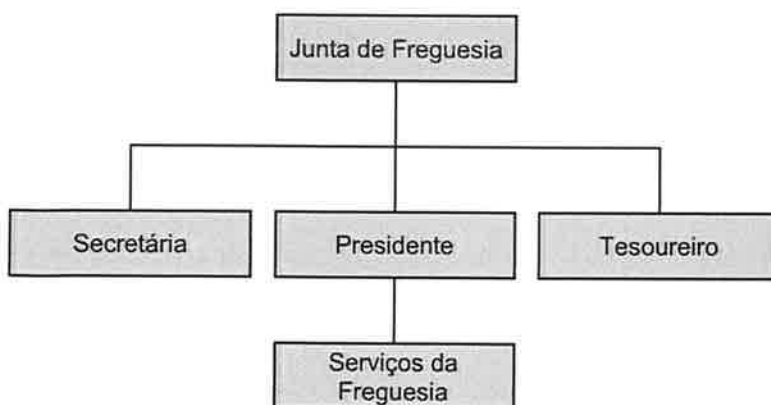 Junta de Freguesia
Secretária
Presidente
Tesoureiro
Serviços da
Freguesia